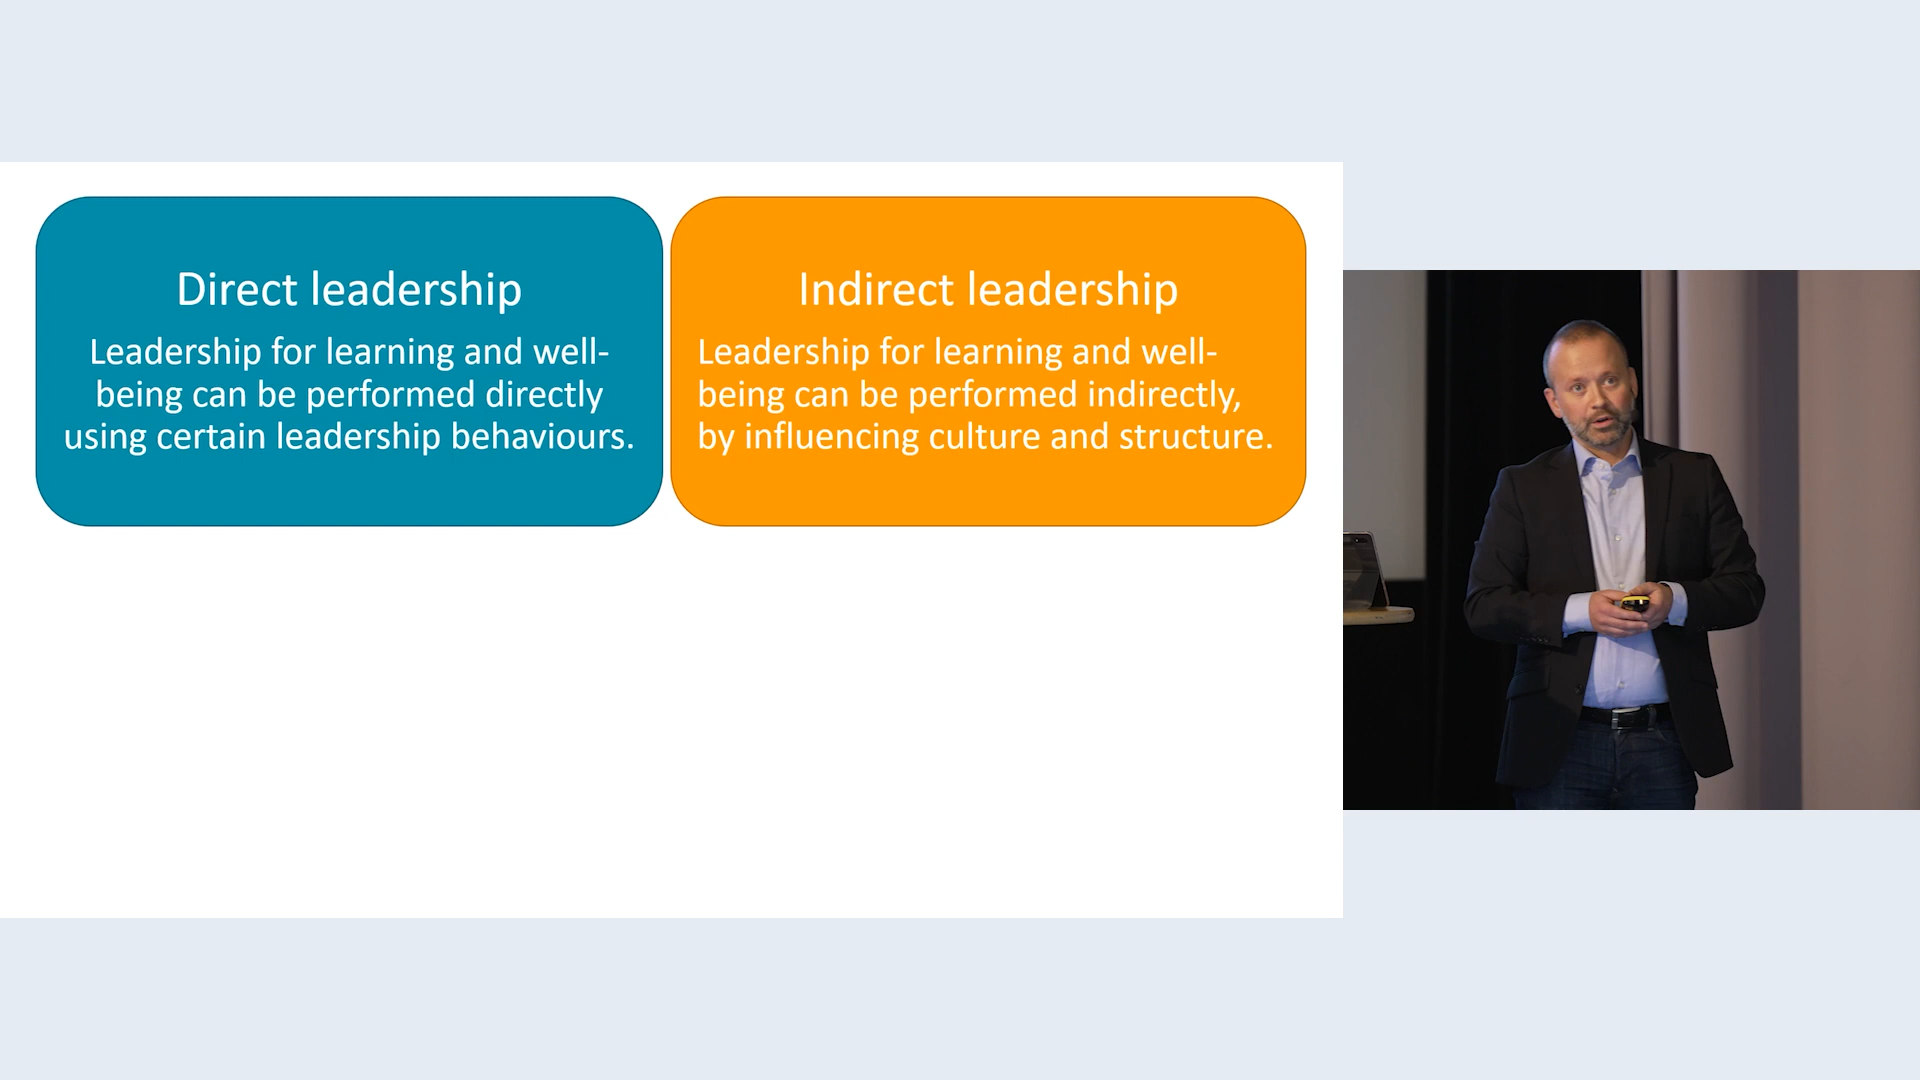 Direct leadership
Leadership for learning and well-
being can be performed directly
using certain leadership behaviours.
Indirect leadership
Leadership for learning and well-
being can be performed indirectly,
by influencing culture and structure.